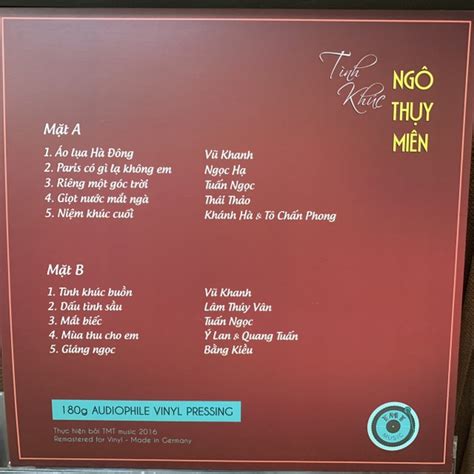 Tình Khúc
NGÔ THỤY MIÊN
Mặt A
1. Áo lụa Hà Đông Vũ Khanh
2. Paris có gì lạ không em Ngọc Hạ
3. Riêng một góc trời Tuấn Ngọc
4. Giọt nước mắt ngà Thái Thảo
5. Niệm khúc cuối Khánh Hà & Tô Chấn Phong
Mặt B
1. Tình khúc buồn Vũ Khanh
2. Dấu tình sầu Lâm Thúy Vân
3. Mắt biếc Tuấn Ngọc
4. Mùa thu cho em Ý Lan & Quang Tuấn
5. Giáng ngọc Bằng Kiều
180g AUDIOPHILE VINYL PRESSING
Thực hiện bởi TMT music 2016
Remastered for Vinyl - Made in Germany
TMT
MUSIC